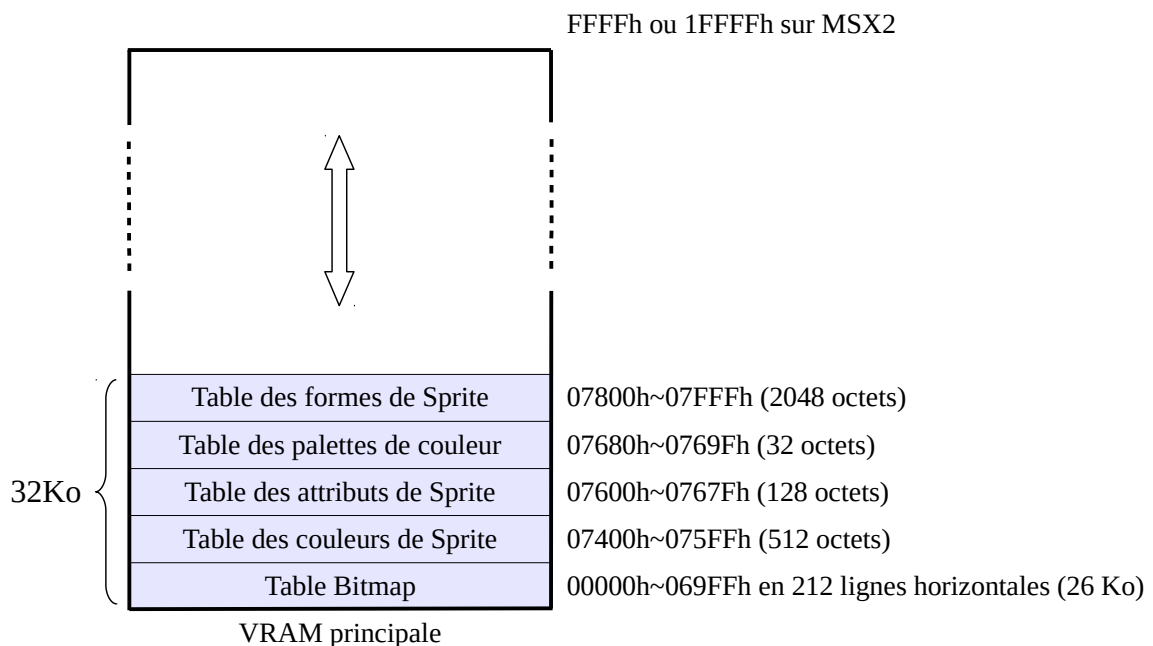 FFFFh ou 1FFFFh sur MSX2
Table des formes de Sprite 07800h~07FFFh (2048 octets)
Table des palettes de couleur 07680h~0769Fh (32 octets)
32Ko
Table des attributs de Sprite 07600h~0767Fh (128 octets)
Table des couleurs de Sprite 07400h~075FFh (512 octets)
Table Bitmap 00000h~069FFh en 212 lignes horizontales (26 Ko)
VRAM principale